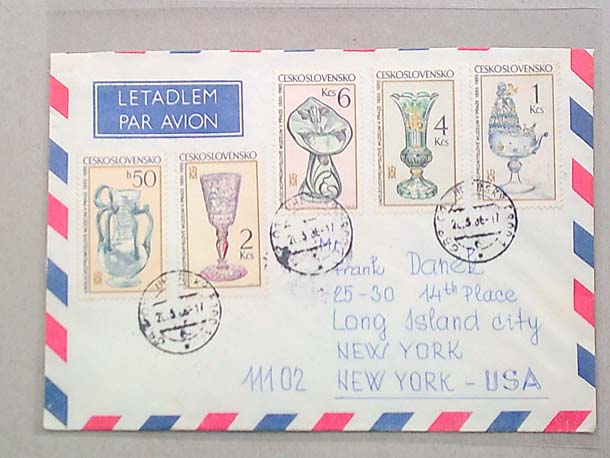 LETADLEM
PAR AVION
ČESKOSLOVENSKO
6 Kčs
ČESKOSLOVENSKO
4 Kčs
ČESKOSLOVENSKO
1 Kčs
ČESKOSLOVENSKO
h50
ČESKOSLOVENSKO
2 Kčs
Mr.
Frank Danek
25-30 14th Place
Long Island city
NEW YORK
11102 NEW YORK - USA